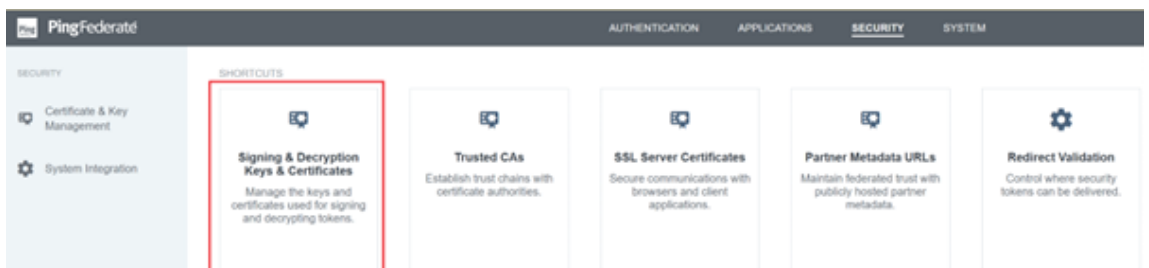 Ping PingFederate
AUTHENTICATION
APPLICATIONS
SECURITY
SYSTEM
SECURITY
Certificate & Key
Management
System Integration
SHORTCUTS
Signing & Decryption
Keys & Certificates
Manage the keys and
certificates used for signing
and decrypting tokens.
Trusted CAs
Establish trust chains with
certificate authorities.
SSL Server Certificates
Secure communications with
browsers and client
applications.
Partner Metadata URLs
Maintain federated trust with
publicly hosted partner
metadata.
Redirect Validation
Control where security
tokens can be delivered.